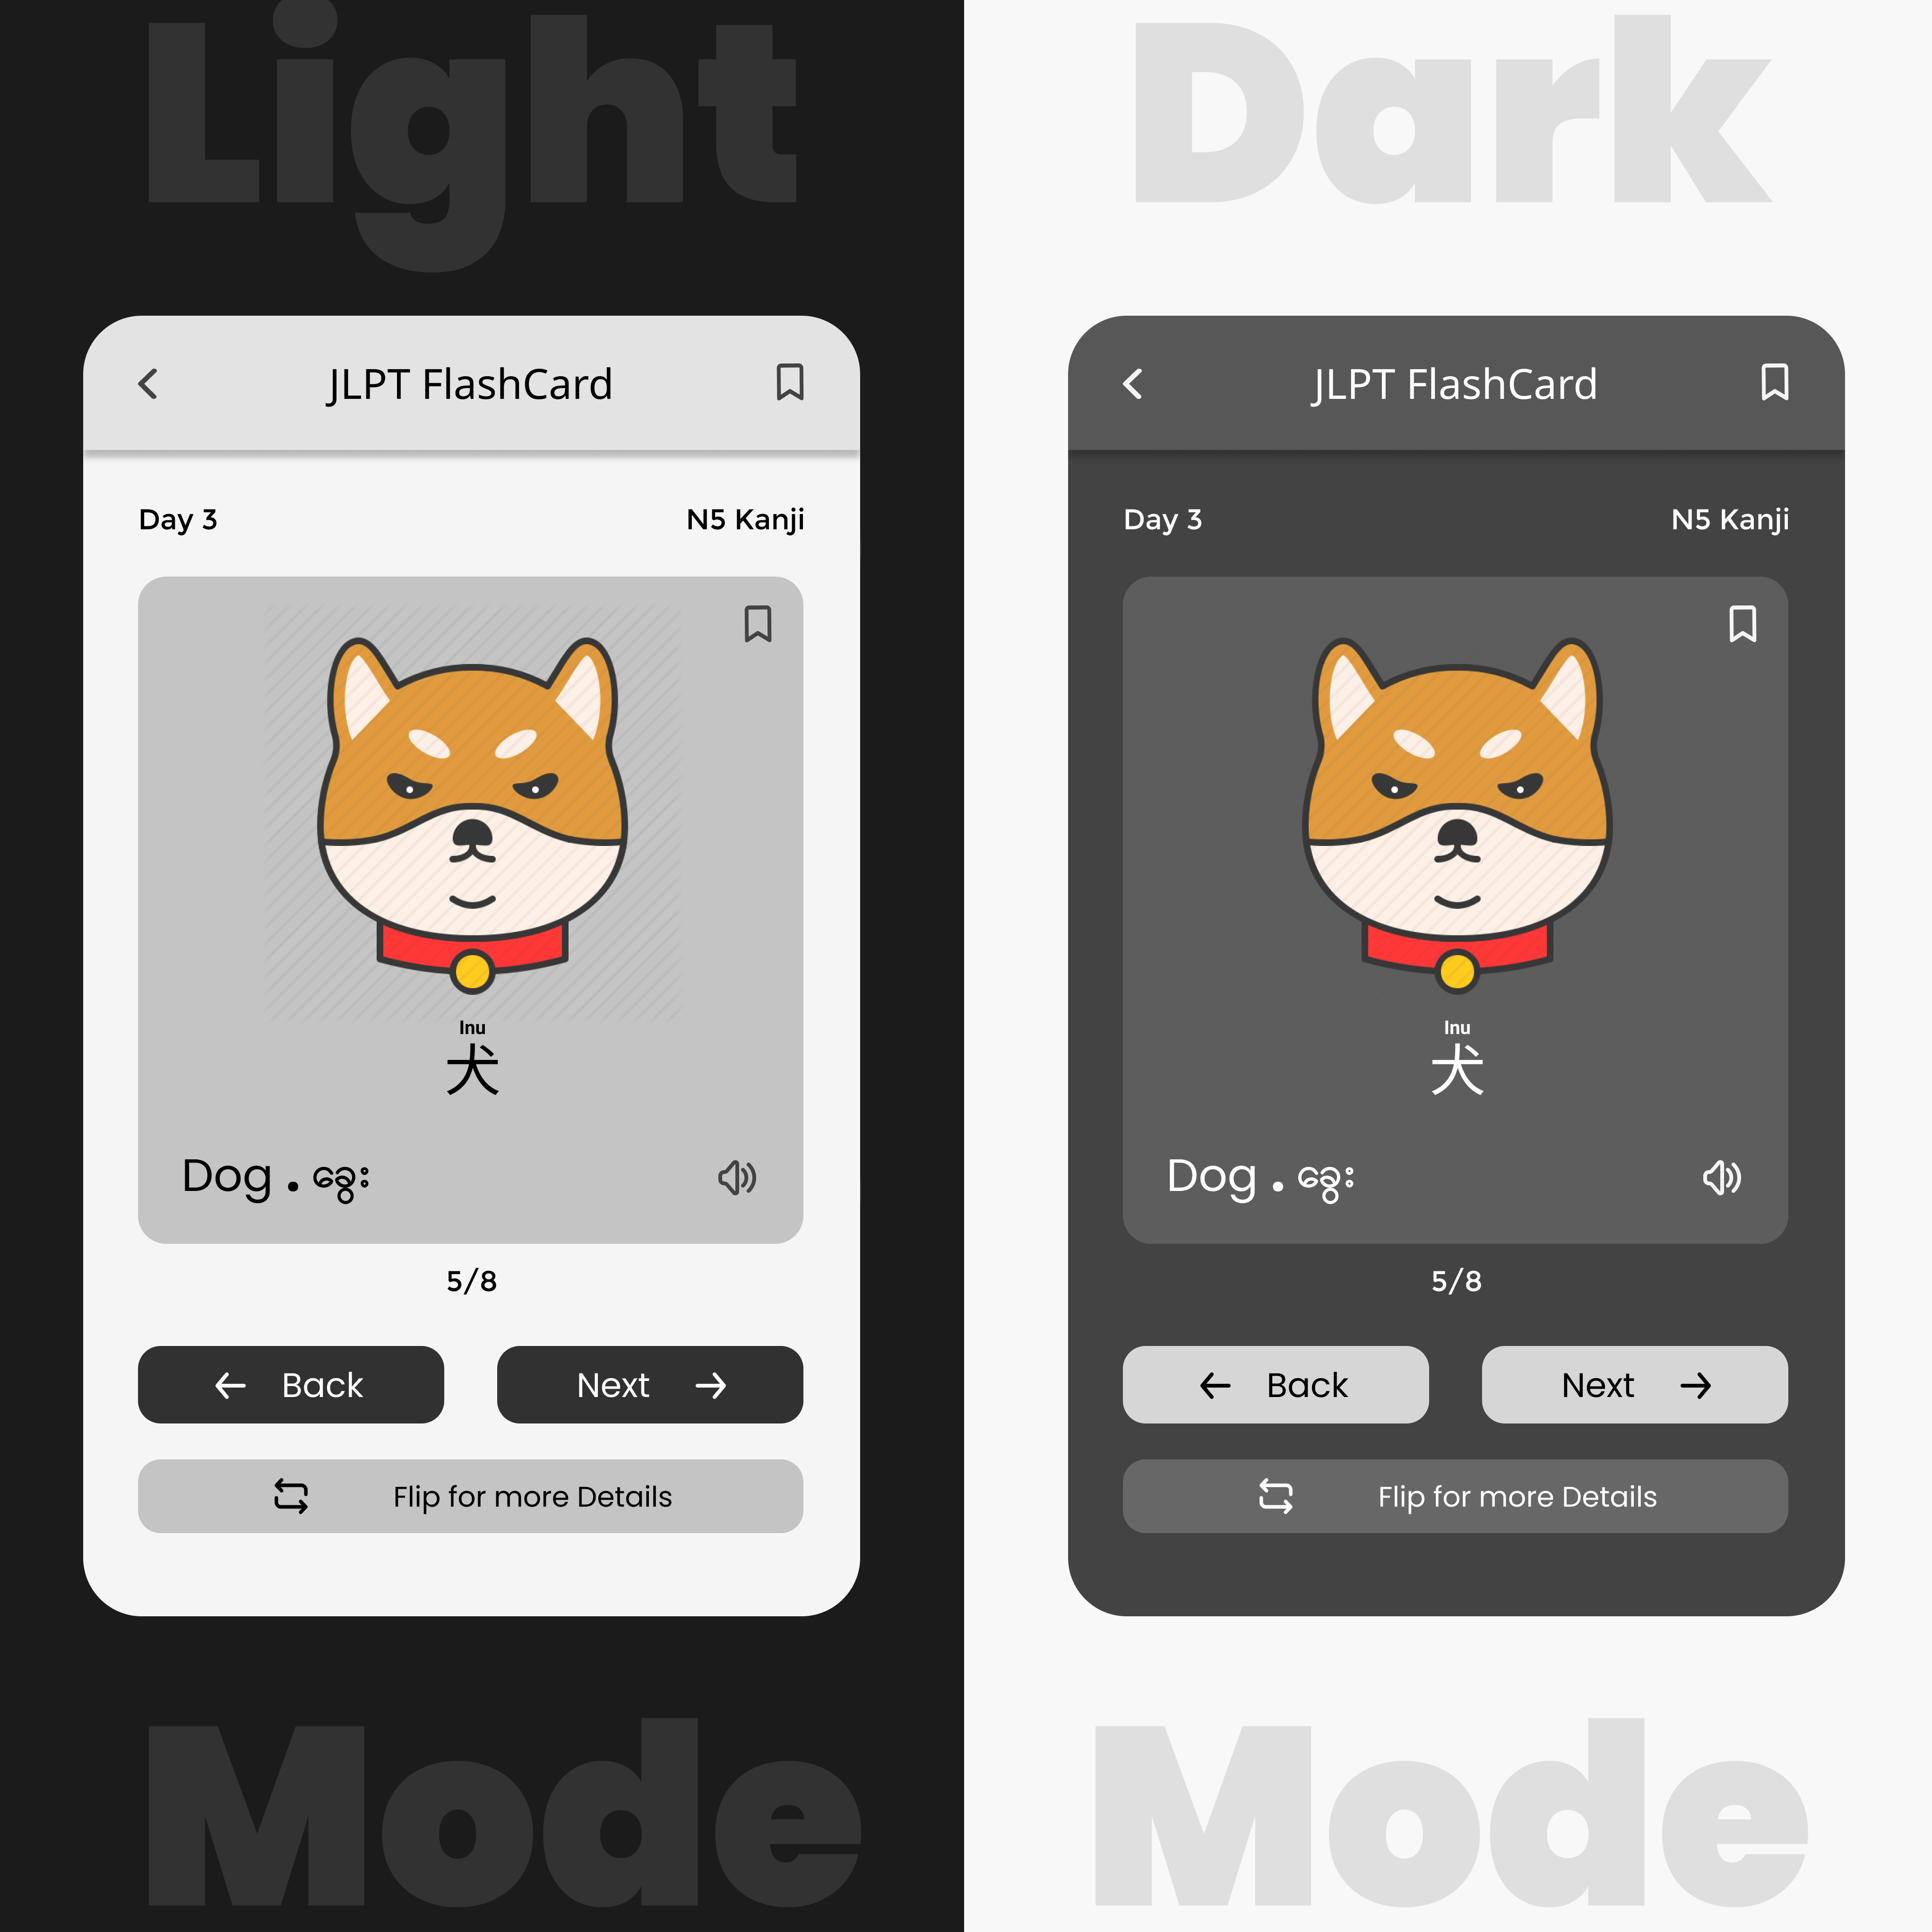 Light
JLPT FlashCard
Day 3
N5 Kanji
Inu
犬
Dog . ခွေး
5/8
Back
Next
Flip for more Details
Mode
Dark
JLPT FlashCard
Day 3
N5 Kanji
Inu
犬
Dog . ခွေး
5/8
Back
Next
Flip for more Details
Mode